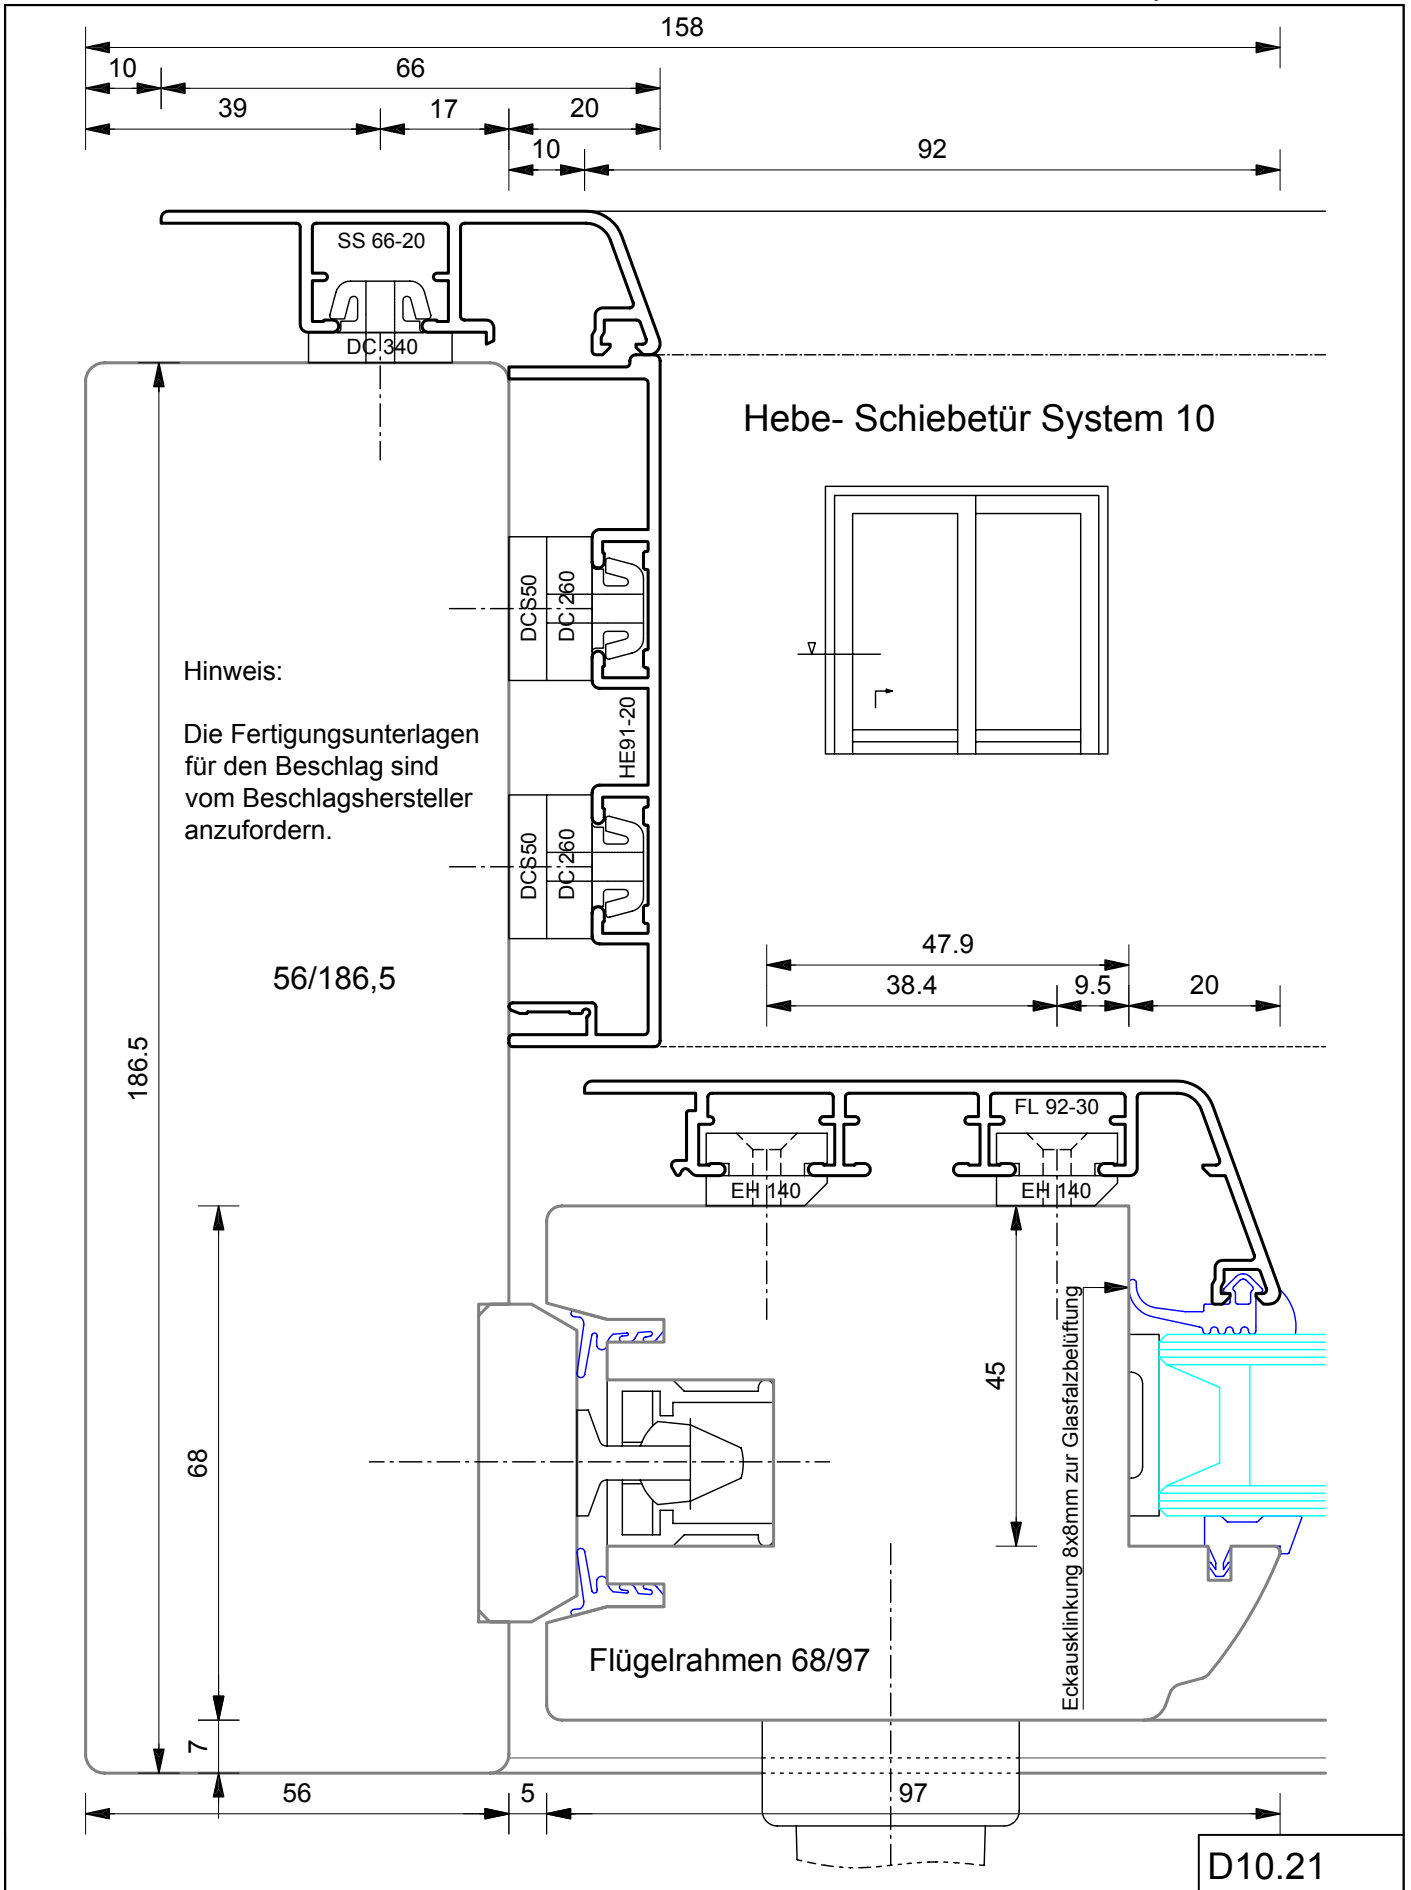 158
10
66
39
17
20
10
92
SS 66-20
DC 340
Hebe- Schiebetür System 10
DCS50
DC 260
Hinweis:
HE91-20
Die Fertigungsunterlagen
für den Beschlag sind
vom Beschlagshersteller
anzufordern.
DCS50
DC 260
56/186,5
47.9
38.4
9.5
20
186.5
FL 92-30
EH 140
EH 140
45
Eckausklinkung 8x8mm zur Glasfalzbelüftung
68
Flügelrahmen 68/97
7
56
5
97
D10.21